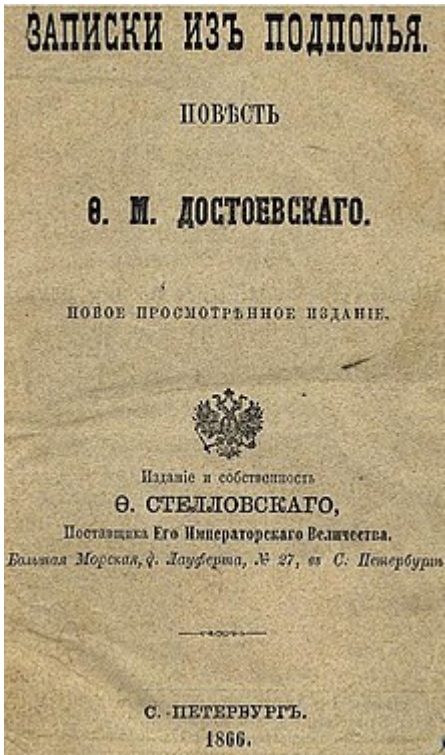 ЗАПИСКИ ИЗЪ ПОДПОЛЬЯ.
ПОВѢСТЬ
Ѳ. М. ДОСТОЕВСКАГО.
НОВОЕ ПРОСМОТРѢННОЕ ИЗДАНІЕ.
Изданіе и собственность
Ѳ. СТЕЛЛОВСКАГО,
Поставщика Его Императорскаго Величества.
Большая Морская, д. Лауферта, № 27, въ С. Петербургѣ
С.-ПЕТЕРБУРГЪ.
1866.